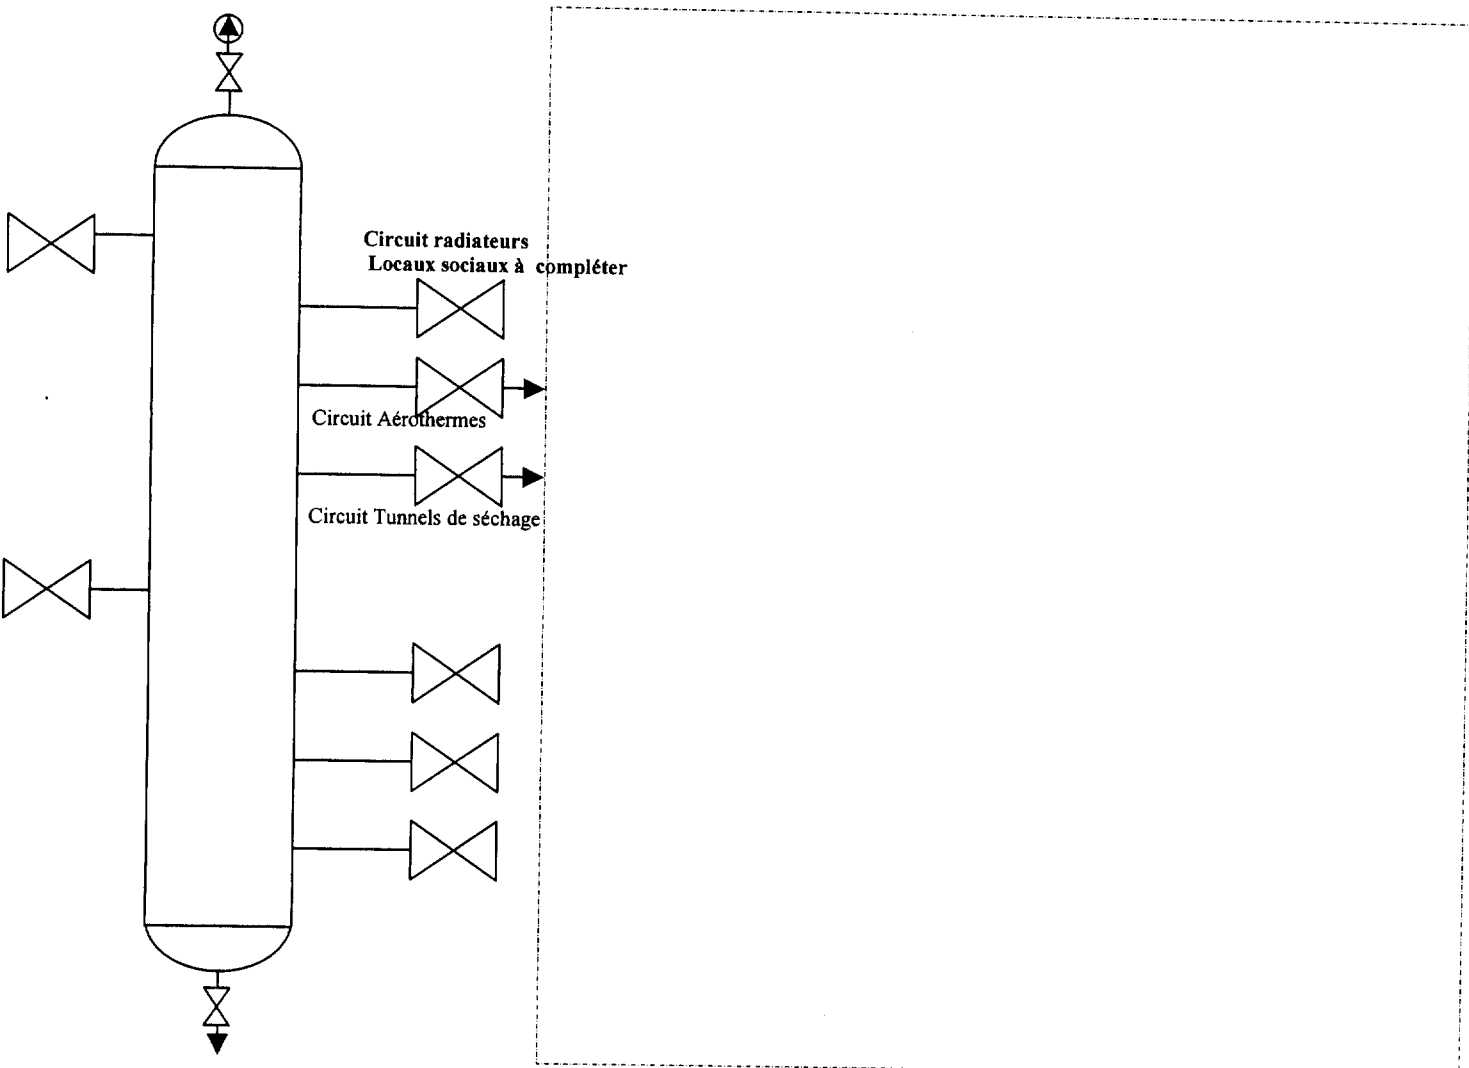 Circuit radiateurs
Locaux sociaux à compléter
Circuit Aérothermes
Circuit Tunnels de séchage